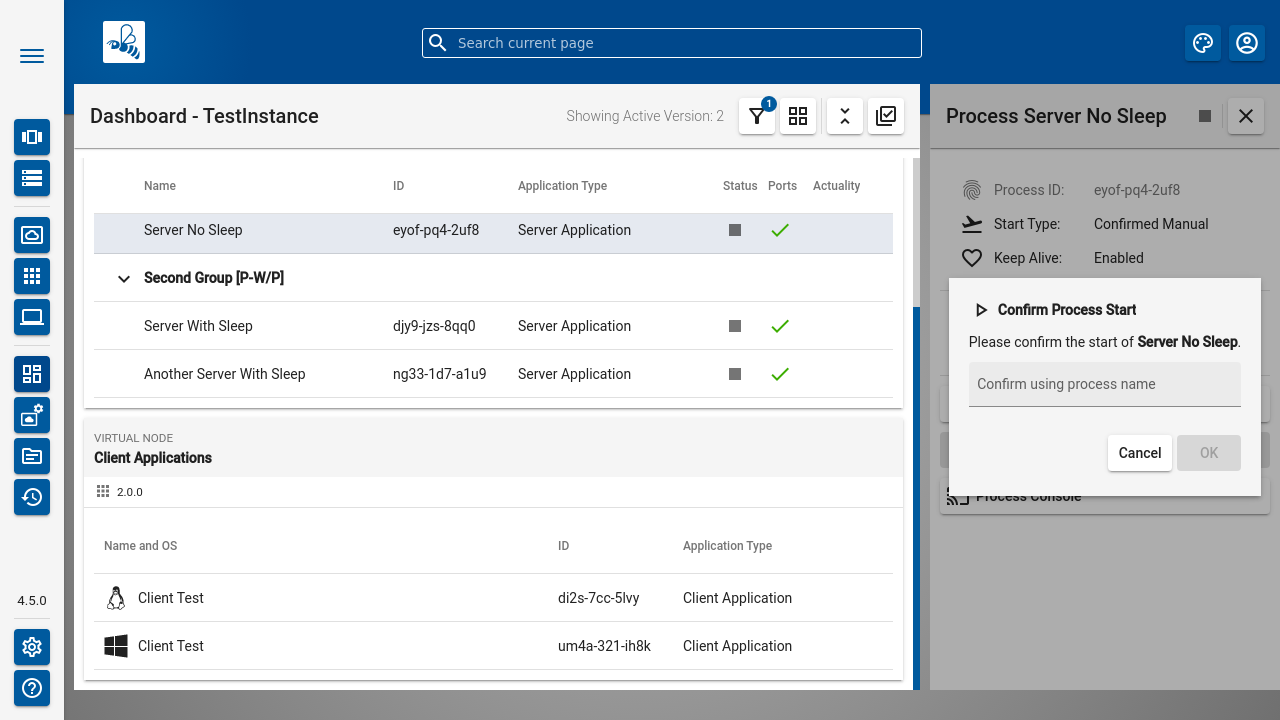 Search current page
Dashboard - TestInstance
Showing Active Version: 2
1
Name ID Application Type Status Ports Actuality
Server No Sleep eyof-pq4-2uf8 Server Application
Second Group [P-W/P]
Server With Sleep djy9-jzs-8qq0 Server Application
Another Server With Sleep ng33-1d7-a1u9 Server Application
VIRTUAL NODE
Client Applications
2.0.0
Name and OS ID Application Type
Client Test di2s-7cc-5lvy Client Application
Client Test um4a-321-ih8k Client Application
Process Server No Sleep
Process ID: eyof-pq4-2uf8
Start Type: Confirmed Manual
Keep Alive: Enabled
Confirm Process Start
Please confirm the start of Server No Sleep.
Confirm using process name
Cancel OK
Process Console
4.5.0